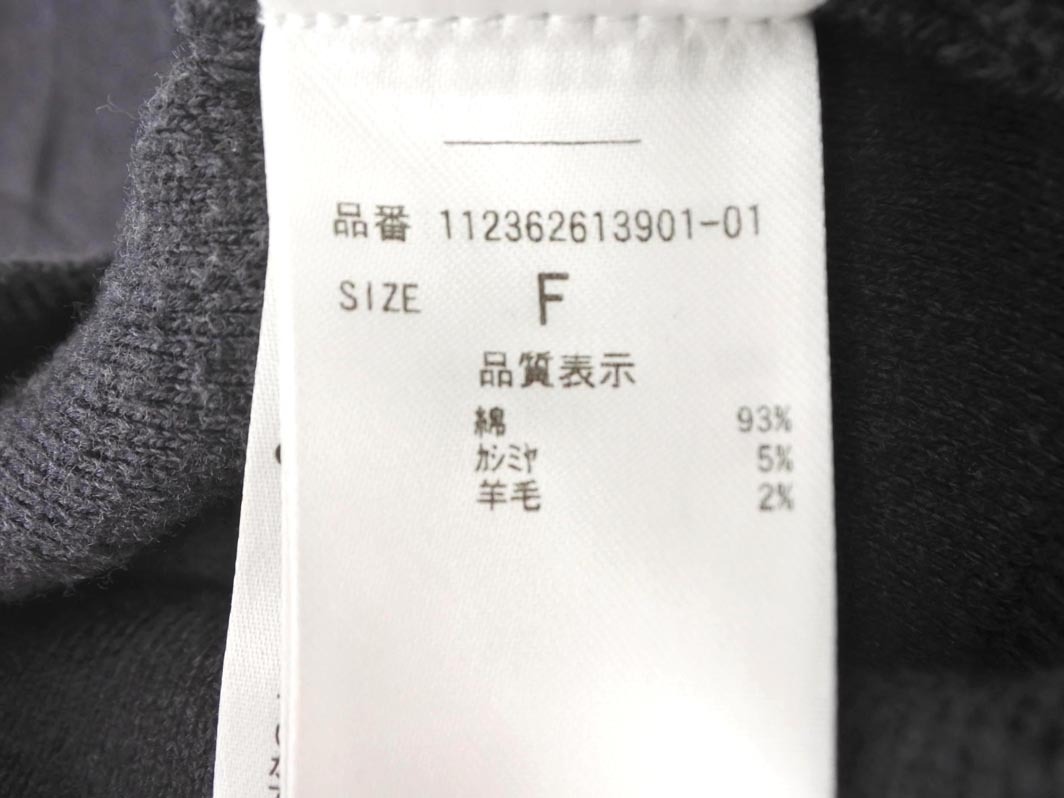 品番 112362613901-01
SIZE F
品質表示
綿 93%
ｶｼﾐﾔ 5%
羊毛 2%